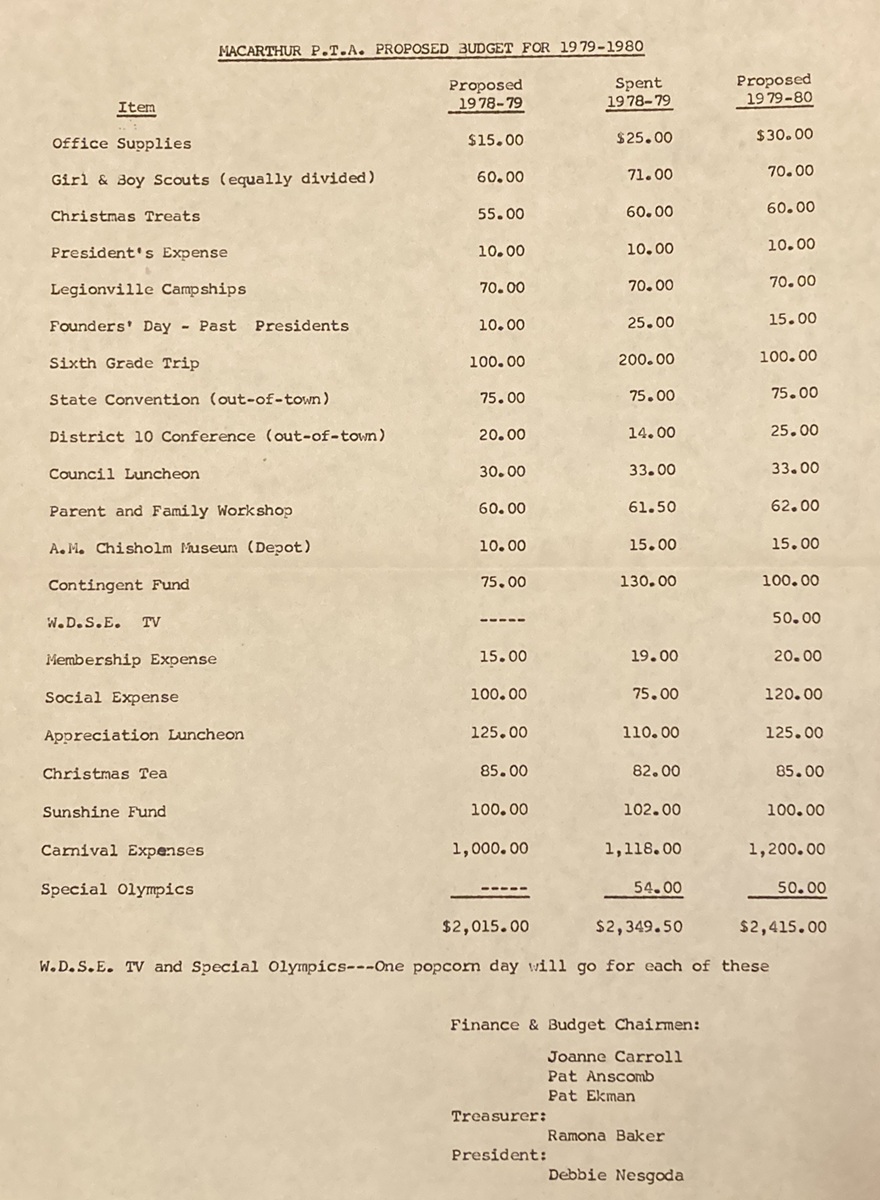 MACARTHUR P.T.A. PROPOSED BUDGET FOR 1979-1980
Item Proposed 1978-79 Spent 1978-79 Proposed 1979-80
Office Supplies $15.00 $25.00 $30.00
Girl & Boy Scouts (equally divided) 60.00 71.00 70.00
Christmas Treats 55.00 60.00 60.00
President's Expense 10.00 10.00 10.00
Legionville Campships 70.00 70.00 70.00
Founders' Day - Past Presidents 10.00 25.00 15.00
Sixth Grade Trip 100.00 200.00 100.00
State Convention (out-of-town) 75.00 75.00 75.00
District 10 Conference (out-of-town) 20.00 14.00 25.00
Council Luncheon 30.00 33.00 33.00
Parent and Family Workshop 60.00 61.50 62.00
A.M. Chisholm Museum (Depot) 10.00 15.00 15.00
Contingent Fund 75.00 130.00 100.00
W.D.S.E. TV ----- 50.00
Membership Expense 15.00 19.00 20.00
Social Expense 100.00 75.00 120.00
Appreciation Luncheon 125.00 110.00 125.00
Christmas Tea 85.00 82.00 85.00
Sunshine Fund 100.00 102.00 100.00
Carnival Expenses 1,000.00 1,118.00 1,200.00
Special Olympics ----- 54.00 50.00
$2,015.00 $2,349.50 $2,415.00
W.D.S.E. TV and Special Olympics---One popcorn day will go for each of these
Finance & Budget Chairmen:
Joanne Carroll
Pat Anscomb
Pat Ekman
Treasurer:
Ramona Baker
President:
Debbie Nesgoda